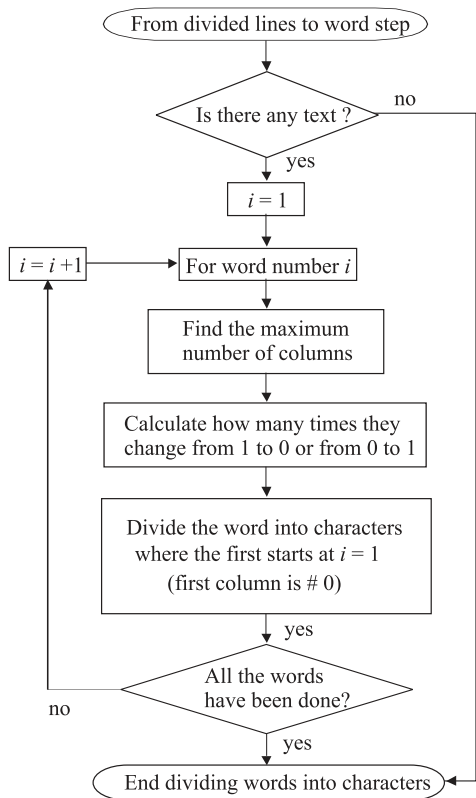 From divided lines to word step
Is there any text ?
no
yes
i = 1
i = i +1
For word number i
Find the maximum
number of columns
Calculate how many times they
change from 1 to 0 or from 0 to 1
Divide the word into characters
where the first starts at i = 1
(first column is # 0)
yes
All the words
have been done?
no
yes
End dividing words into characters